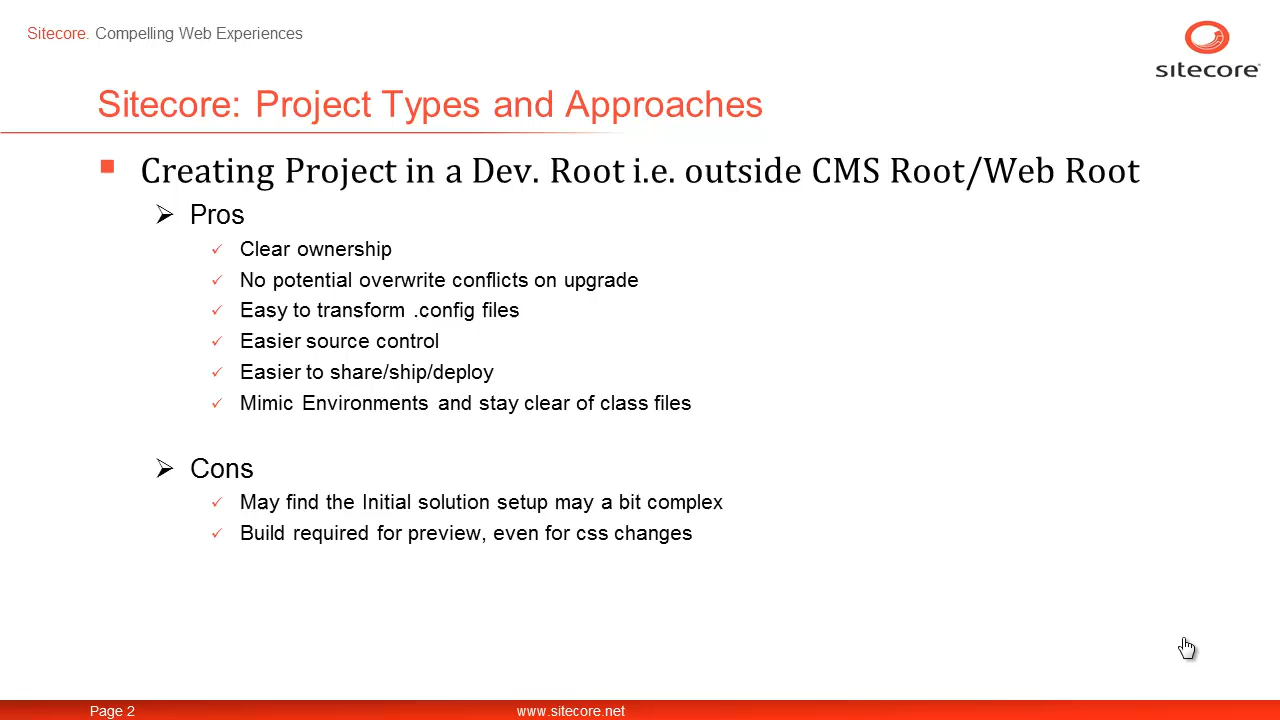 Sitecore. Compelling Web Experiences
sitecore
Sitecore: Project Types and Approaches
Creating Project in a Dev. Root i.e. outside CMS Root/Web Root
Pros
Clear ownership
No potential overwrite conflicts on upgrade
Easy to transform .config files
Easier source control
Easier to share/ship/deploy
Mimic Environments and stay clear of class files
Cons
May find the Initial solution setup may a bit complex
Build required for preview, even for css changes
Page 2
www.sitecore.net